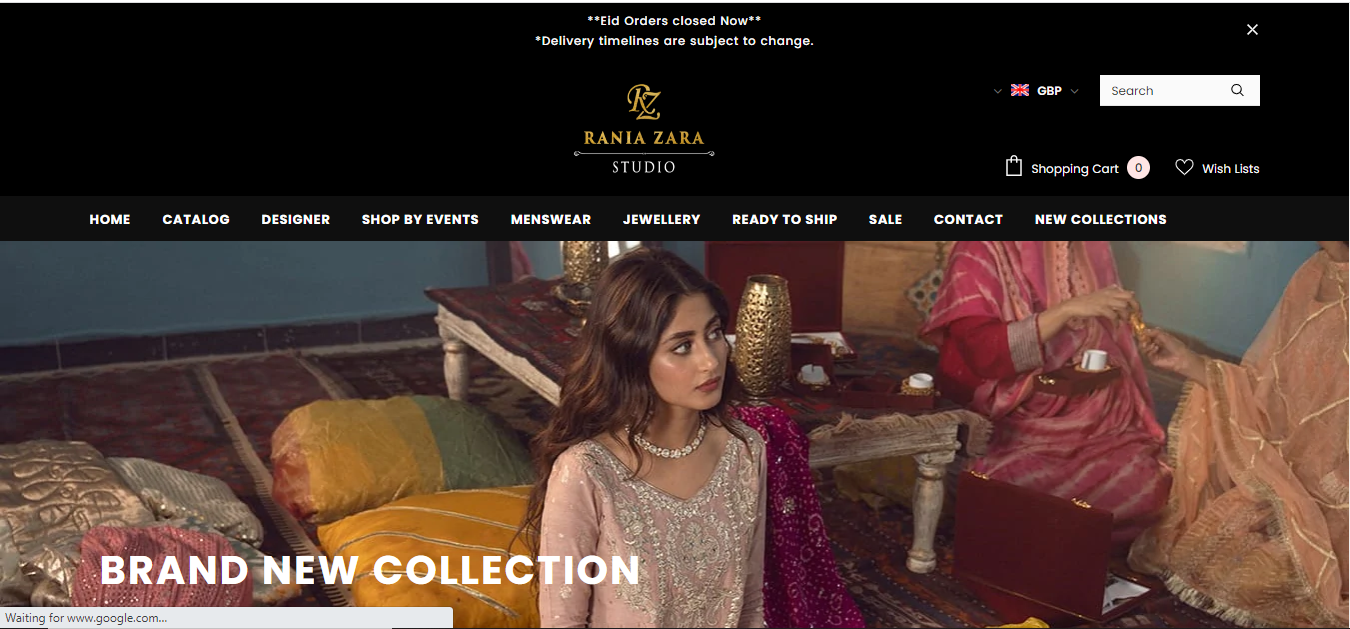 **Eid Orders closed Now**
*Delivery timelines are subject to change.
RZ
RANIA ZARA
STUDIO
GBP
Search
Shopping Cart 0
Wish Lists
HOME CATALOG DESIGNER SHOP BY EVENTS MENSWEAR JEWELLERY READY TO SHIP SALE CONTACT NEW COLLECTIONS
BRAND NEW COLLECTION
Waiting for www.google.com...